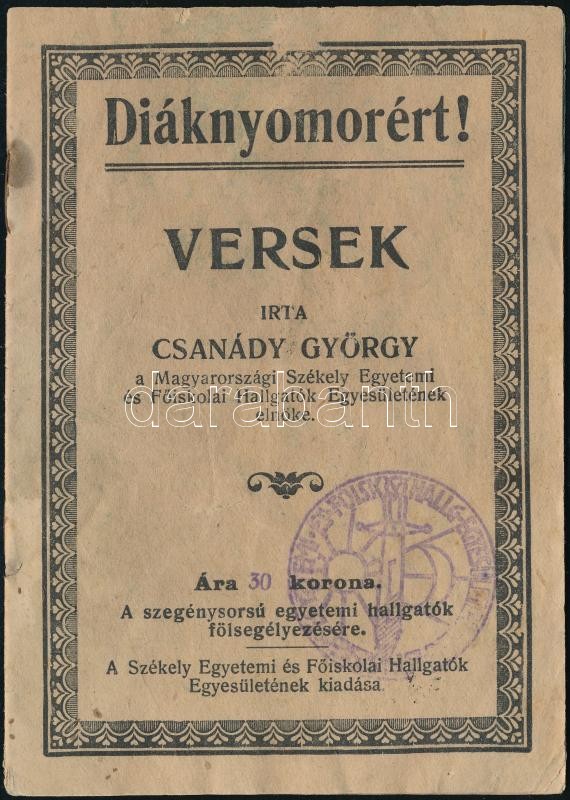 Diáknyomorért!
VERSEK
IRTA
CSANÁDY GYÖRGY
a Magyarországi Székely Egyetemi
és Főiskolai Hallgatók Egyesületének
elnöke.
darabanth
Ára 30 korona.
A szegénysorsú egyetemi hallgatók
fölsegélyezésére.
A Székely Egyetemi és Főiskolai Hallgatók
Egyesületének kiadása.